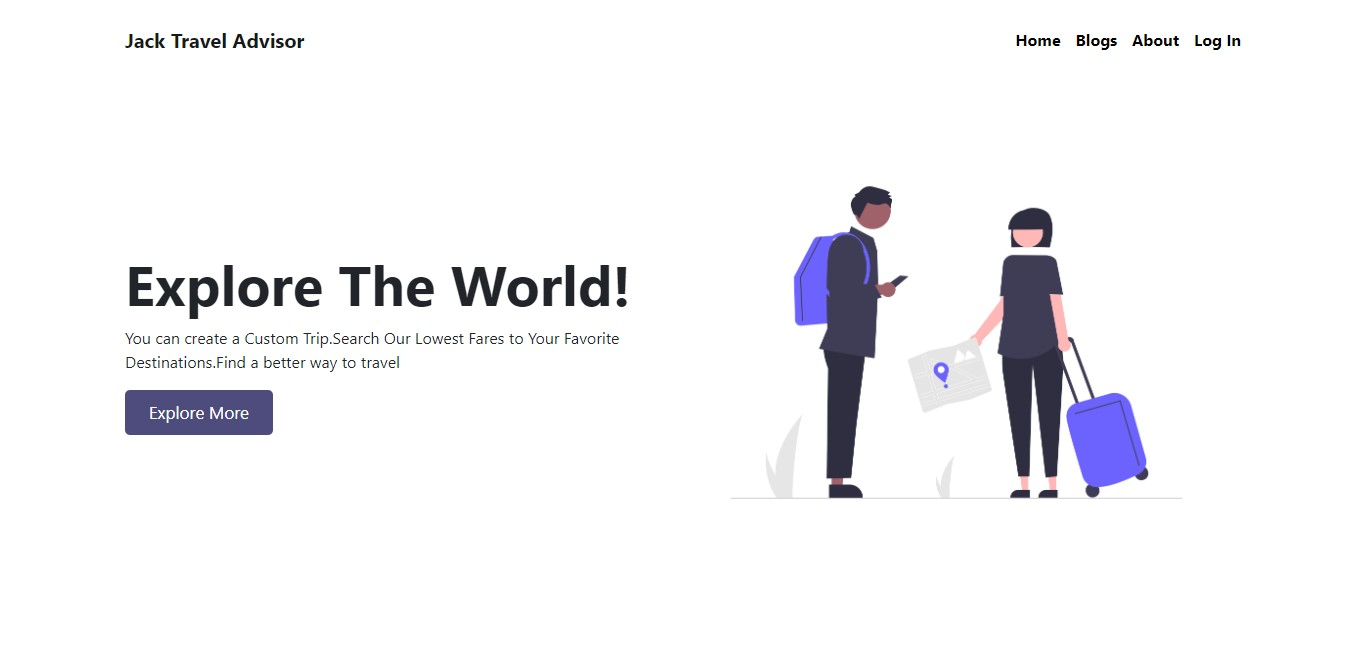 Jack Travel Advisor
Home Blogs About Log In
Explore The World!
You can create a Custom Trip.Search Our Lowest Fares to Your Favorite
Destinations.Find a better way to travel
Explore More